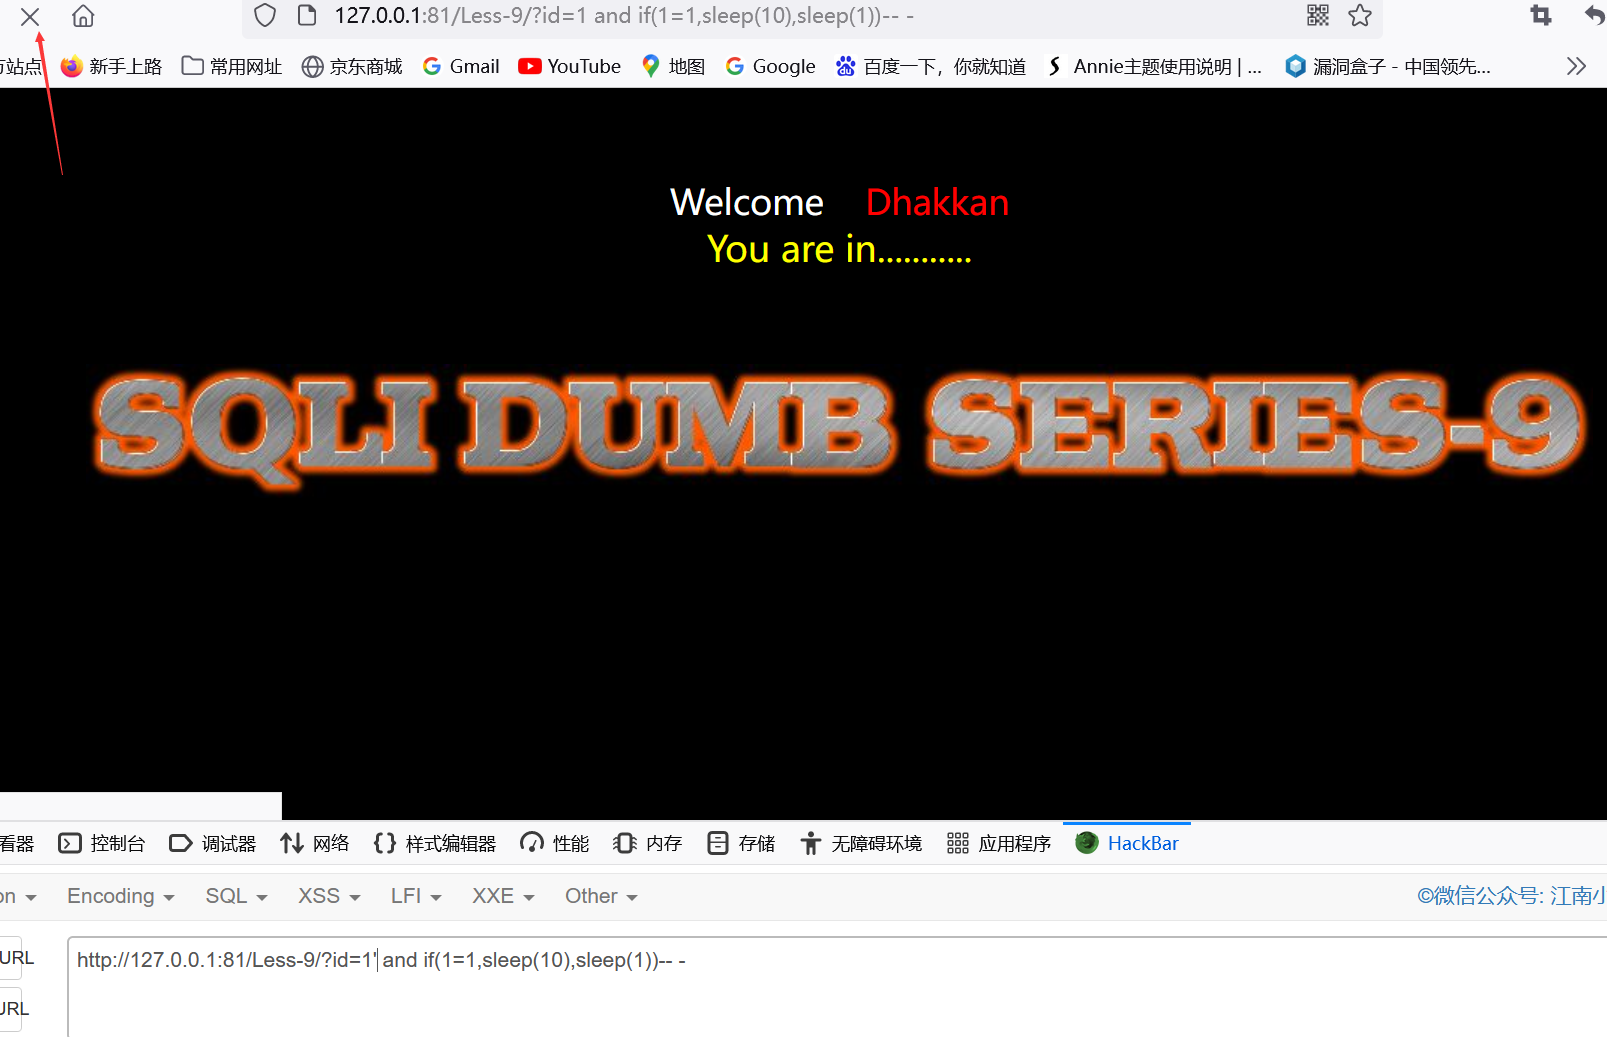 127.0.0.1:81/Less-9/?id=1 and if(1=1,sleep(10),sleep(1))-- -
站点 新手上路 常用网址 京东商城 Gmail YouTube 地图 Google 百度一下，你就知道 Annie主题使用说明 | ... 漏洞盒子 - 中国领先...
Welcome Dhakkan
You are in...........
SQLI DUMB SERIES-9
看器 控制台 调试器 网络 样式编辑器 性能 内存 存储 无障碍环境 应用程序 HackBar
on Encoding SQL XSS LFI XXE Other ©微信公众号: 江南小
URL
http://127.0.0.1:81/Less-9/?id=1' and if(1=1,sleep(10),sleep(1))-- -
URL